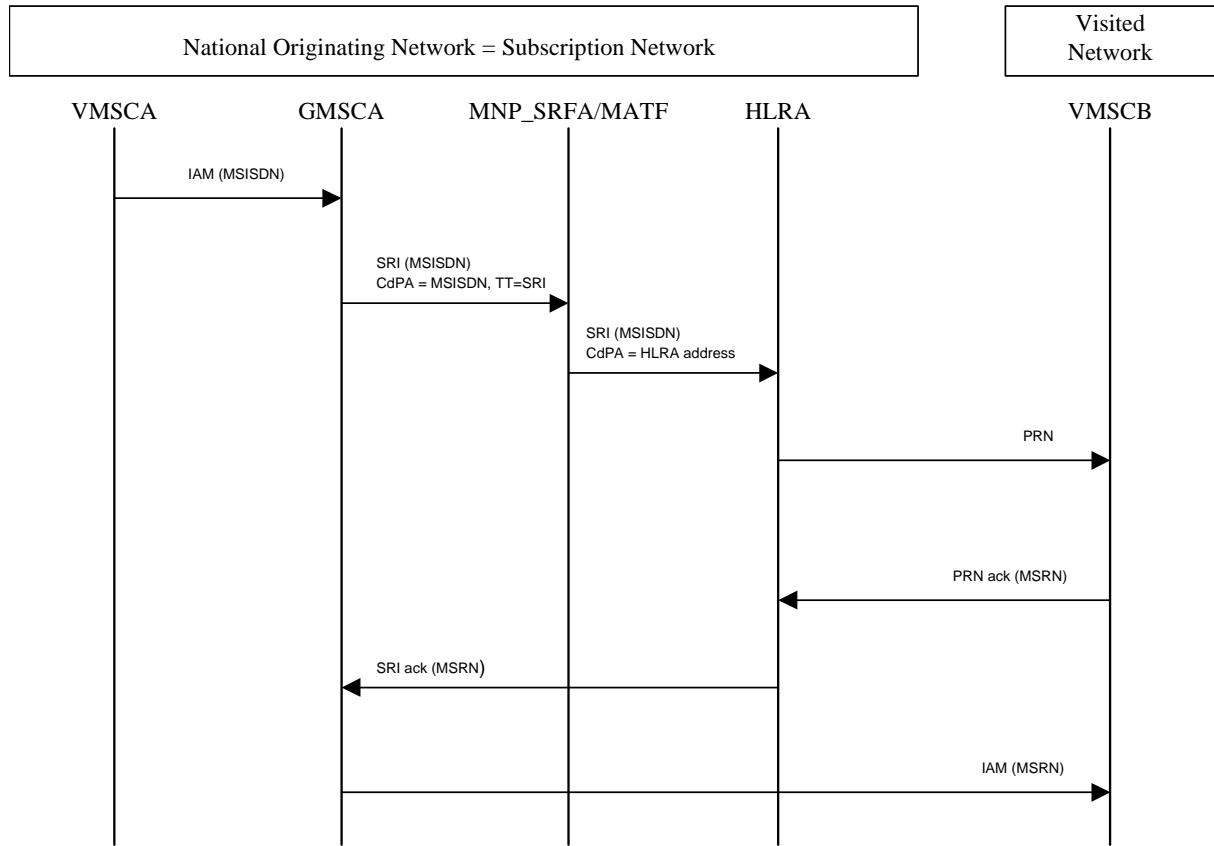 National Originating Network = Subscription Network
Visited
Network
VMSCA
GMSCA
MNP_SRFA/MATF
HLRA
VMSCB
IAM (MSISDN)
SRI (MSISDN)
CdPA = MSISDN, TT=SRI
SRI (MSISDN)
CdPA = HLRA address
PRN
PRN ack (MSRN)
SRI ack (MSRN)
IAM (MSRN)